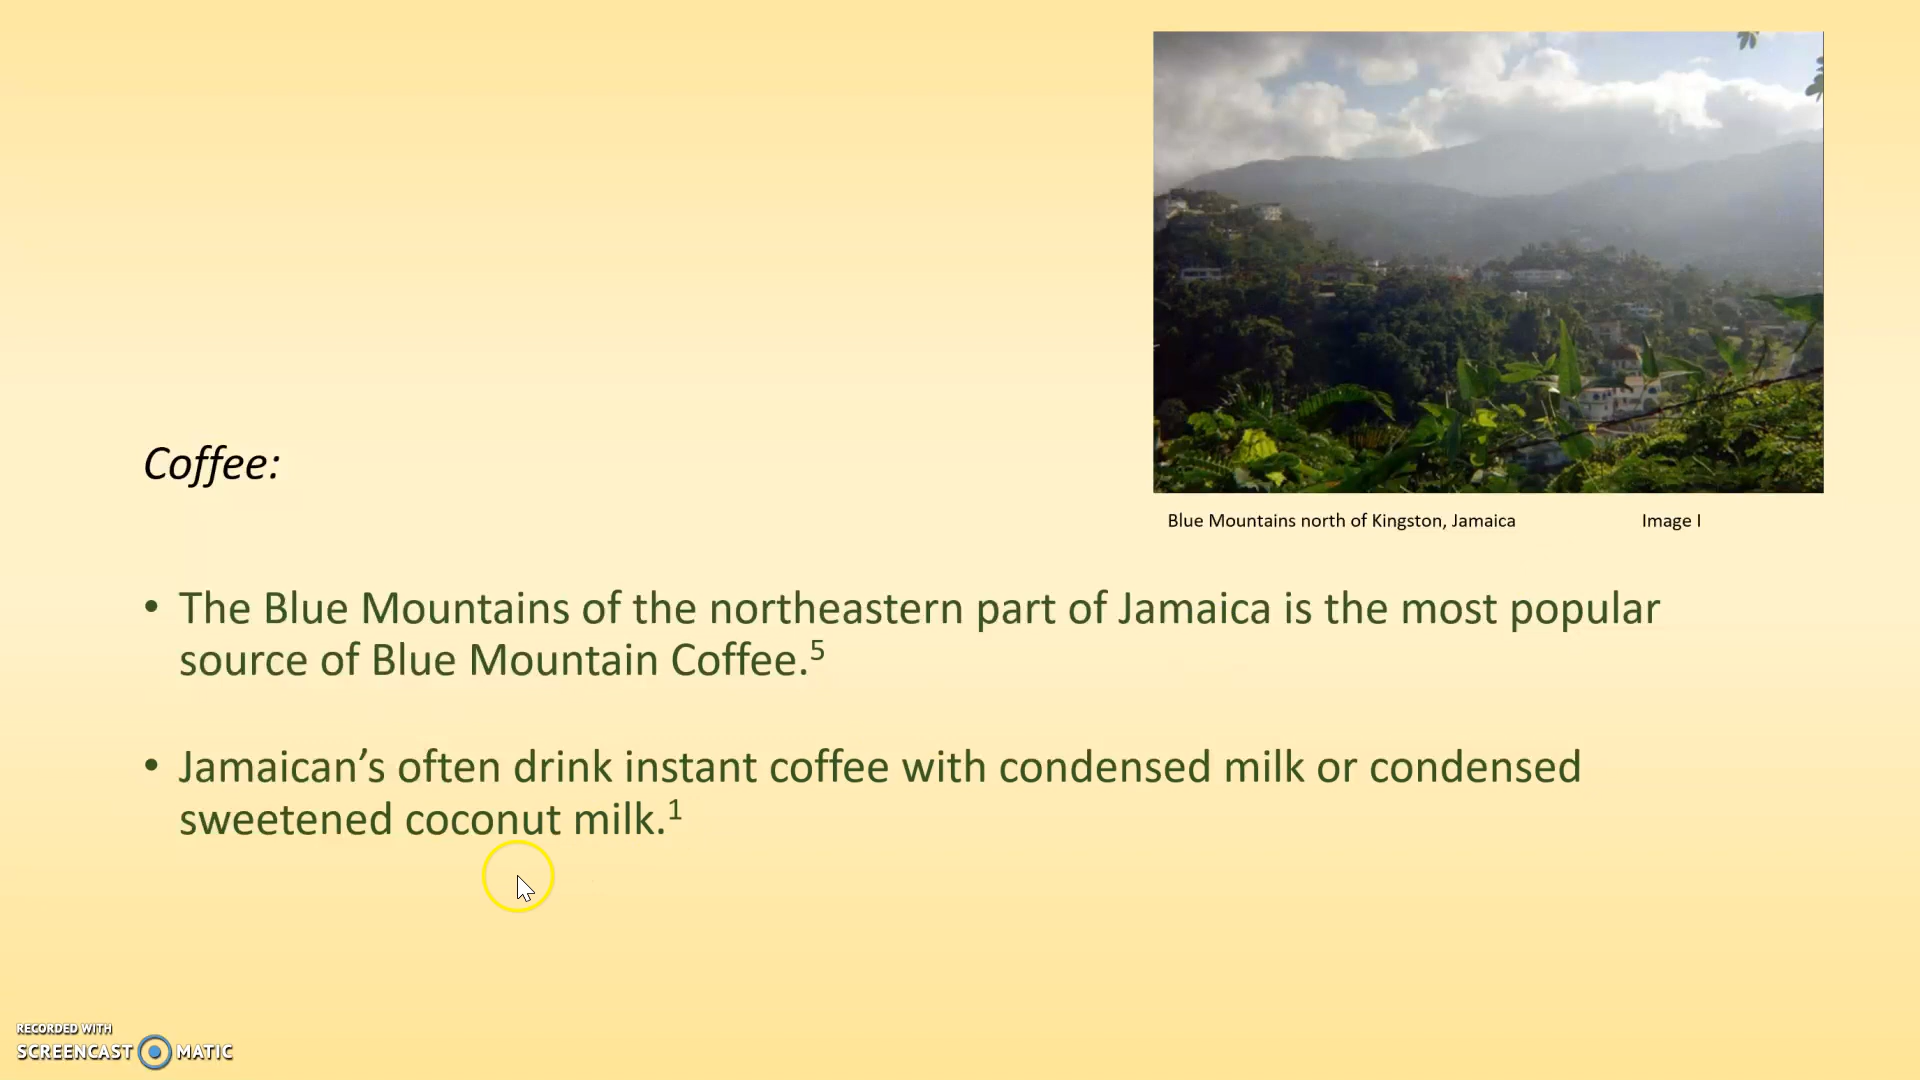 Blue Mountains north of Kingston, Jamaica Image I
Coffee:
• The Blue Mountains of the northeastern part of Jamaica is the most popular
source of Blue Mountain Coffee.⁵
• Jamaican’s often drink instant coffee with condensed milk or condensed
sweetened coconut milk.¹
RECORDED WITH
SCREENCAST MATIC